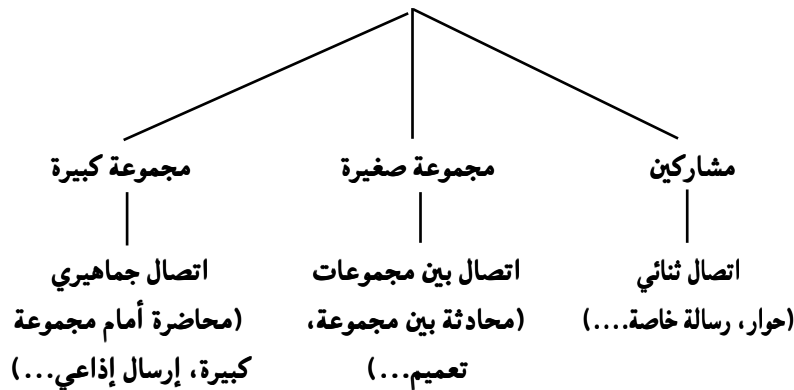 مشاركين
مجموعة صغيرة
مجموعة كبيرة
اتصال ثنائي
(حوار، رسالة خاصة....)
اتصال بين مجموعات
(محادثة بين مجموعة،
تعميم...)
اتصال جماهيري
(محاضرة أمام مجموعة
كبيرة، إرسال إذاعي...)